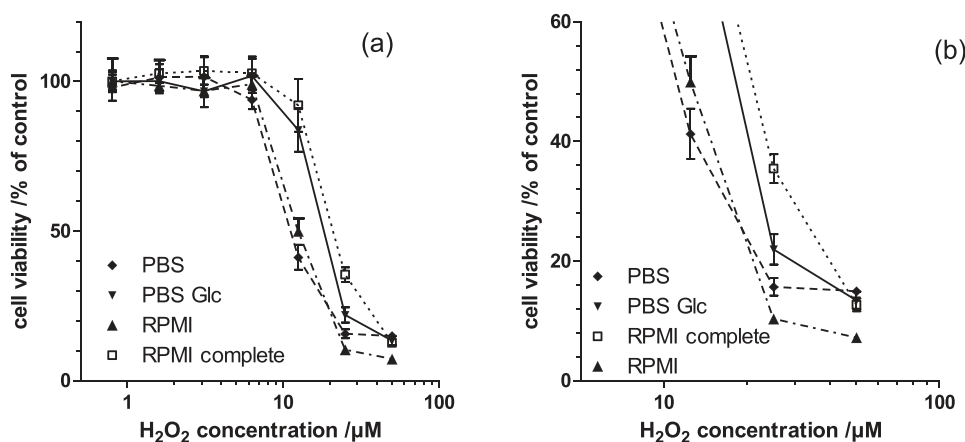 (a)
cell viability /% of control
100
50
0
PBS
PBS Glc
RPMI
RPMI complete
1
10
100
H₂O₂ concentration /µM
(b)
cell viability /% of control
60
40
20
0
PBS
PBS Glc
RPMI complete
RPMI
10
100
H₂O₂ concentration /µM